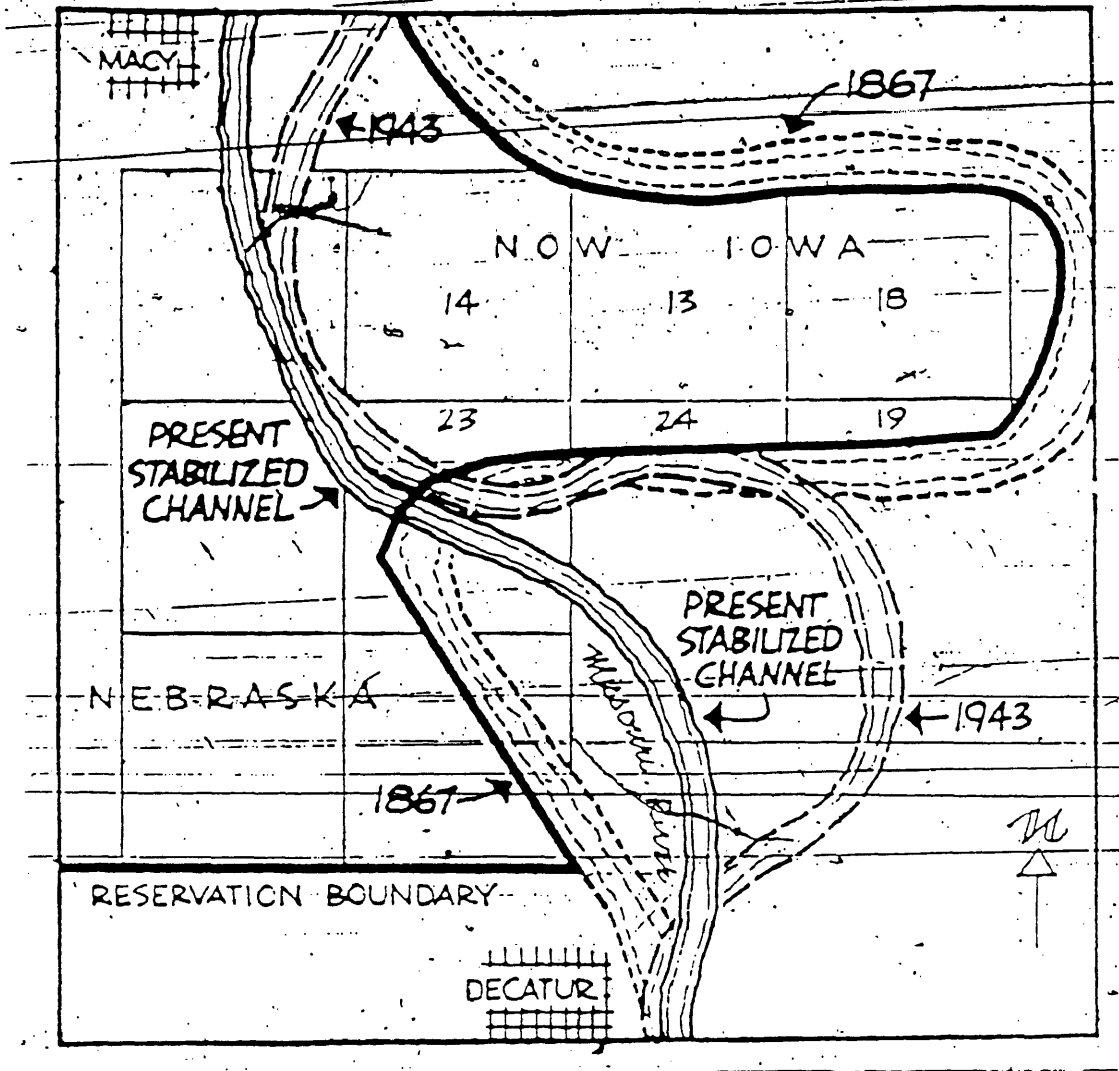 MACY
1867
1943
NOW IOWA
14
13
18
23
24
19
PRESENT
STABILIZED
CHANNEL
PRESENT
STABILIZED
CHANNEL
Missouri River
NEBRASKA
1943
1867
N
RESERVATION BOUNDARY
DECATUR